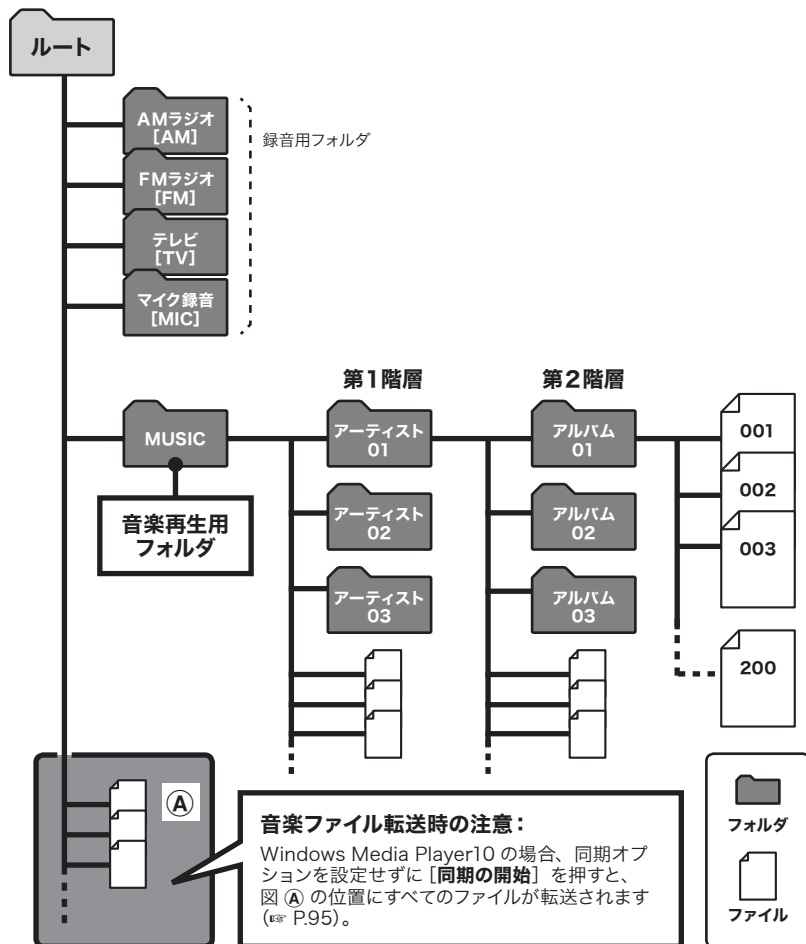 ルート
AMラジオ
[AM]
録音用フォルダ
FMラジオ
[FM]
テレビ
[TV]
マイク録音
[MIC]
第1階層
第2階層
MUSIC
アーティスト
01
アルバム
01
001
002
003
200
音楽再生用
フォルダ
アーティスト
02
アルバム
02
アーティスト
03
アルバム
03
Ⓐ
音楽ファイル転送時の注意：
Windows Media Player10 の場合、同期オプ
ションを設定せずに［同期の開始］を押すと、
図 Ⓐ の位置にすべてのファイルが転送されます
（☞ P.95）。
フォルダ
ファイル